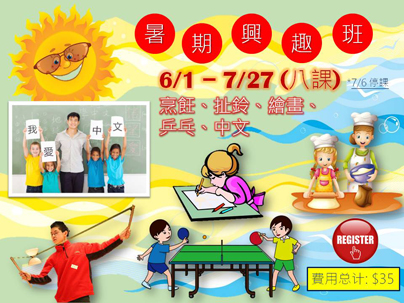 暑期興趣班
6/1 – 7/27 (八課) *7/6 停課
烹飪、扯鈴、繪畫、
乒乓、中文
我愛中文
REGISTER
費用总计: $35